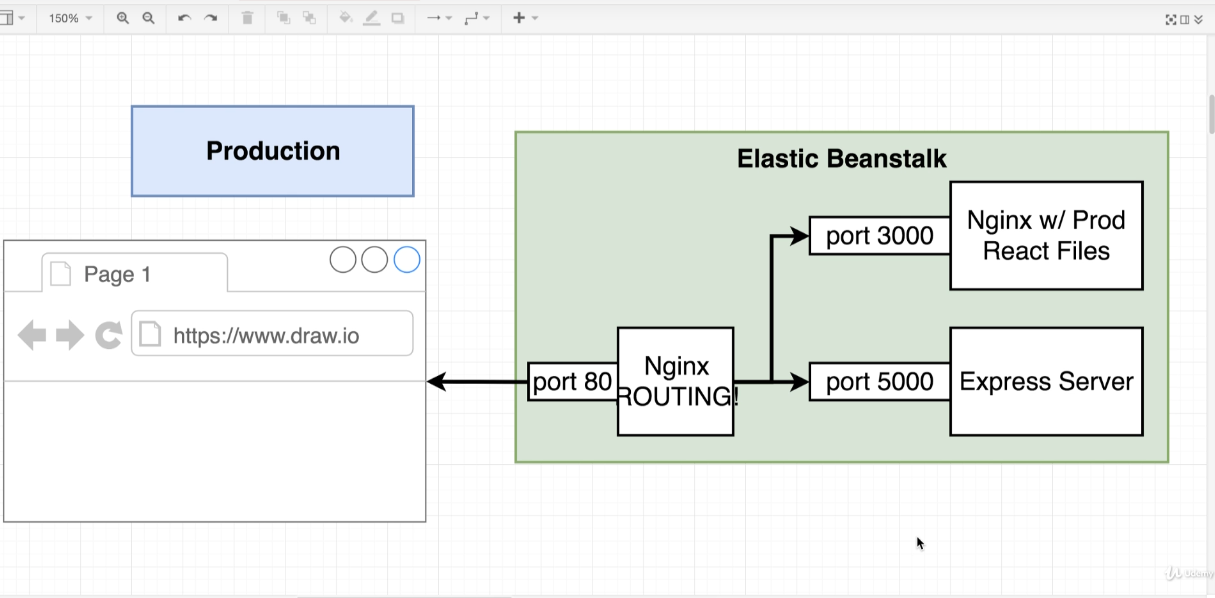 150%
Production
Elastic Beanstalk
port 3000
Nginx w/ Prod
React Files
Page 1
https://www.draw.io
port 80
Nginx
ROUTING!
port 5000
Express Server
Udemy